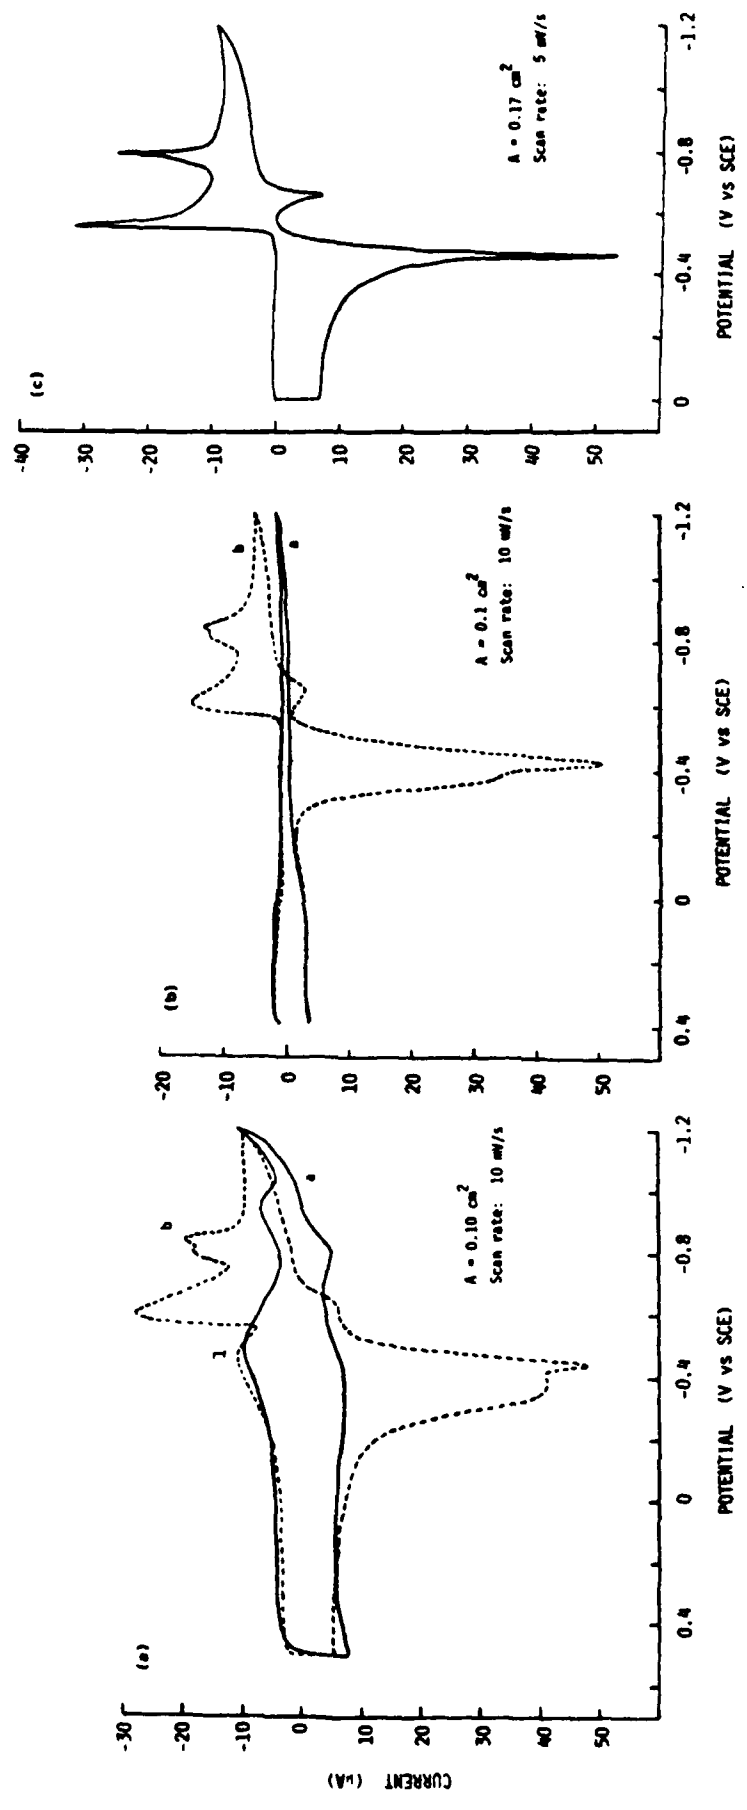 (a)
-30
-20
-10
0
10
20
30
40
50
CURRENT (µA)
1
b
a
A = 0.10 cm²
Scan rate: 10 mV/s
0.4
0
-0.4
-0.8
-1.2
POTENTIAL (V vs SCE)
(b)
-20
-10
0
10
20
30
40
50
b
a
A = 0.1 cm²
Scan rate: 10 mV/s
0.4
0
-0.4
-0.8
-1.2
POTENTIAL (V vs SCE)
(c)
-40
-30
-20
-10
0
10
20
30
40
50
A = 0.17 cm²
Scan rate: 5 mV/s
0
-0.4
-0.8
-1.2
POTENTIAL (V vs SCE)